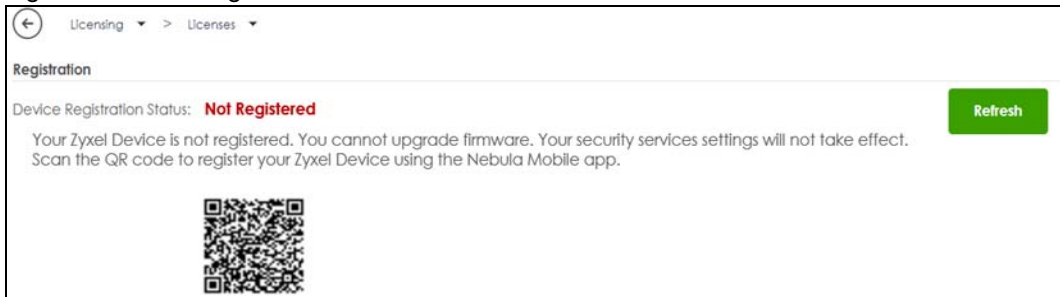 Licensing > Licenses
Registration
Device Registration Status: Not Registered
Refresh
Your Zyxel Device is not registered. You cannot upgrade firmware. Your security services settings will not take effect.
Scan the QR code to register your Zyxel Device using the Nebula Mobile app.